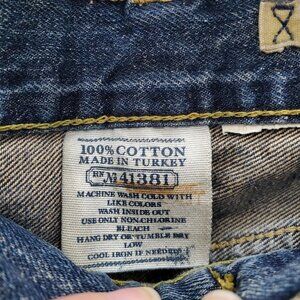 100% COTTON
MADE IN TURKEY
RN № 41381
MACHINE WASH COLD WITH
LIKE COLORS
WASH INSIDE OUT
USE ONLY NON-CHLORINE
BLEACH
HANG DRY OR TUMBLE DRY
LOW
COOL IRON IF NEEDED